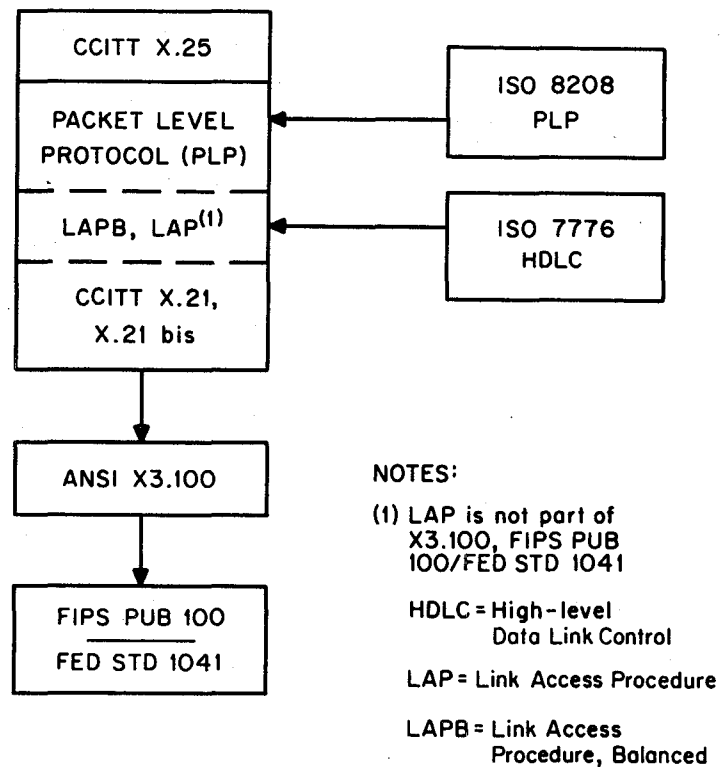 CCITT X.25
PACKET LEVEL
PROTOCOL (PLP)
LAPB, LAP(1)
CCITT X.21,
X.21 bis
ISO 8208
PLP
ISO 7776
HDLC
ANSI X3.100
FIPS PUB 100
FED STD 1041
NOTES:
(1) LAP is not part of
X3.100, FIPS PUB
100/FED STD 1041
HDLC = High-level
Data Link Control
LAP = Link Access Procedure
LAPB = Link Access
Procedure, Balanced